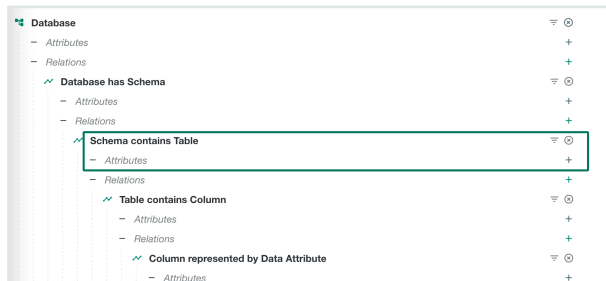 Database
Attributes
Relations
Database has Schema
Attributes
Relations
Schema contains Table
Attributes
Relations
Table contains Column
Attributes
Relations
Column represented by Data Attribute
Attributes